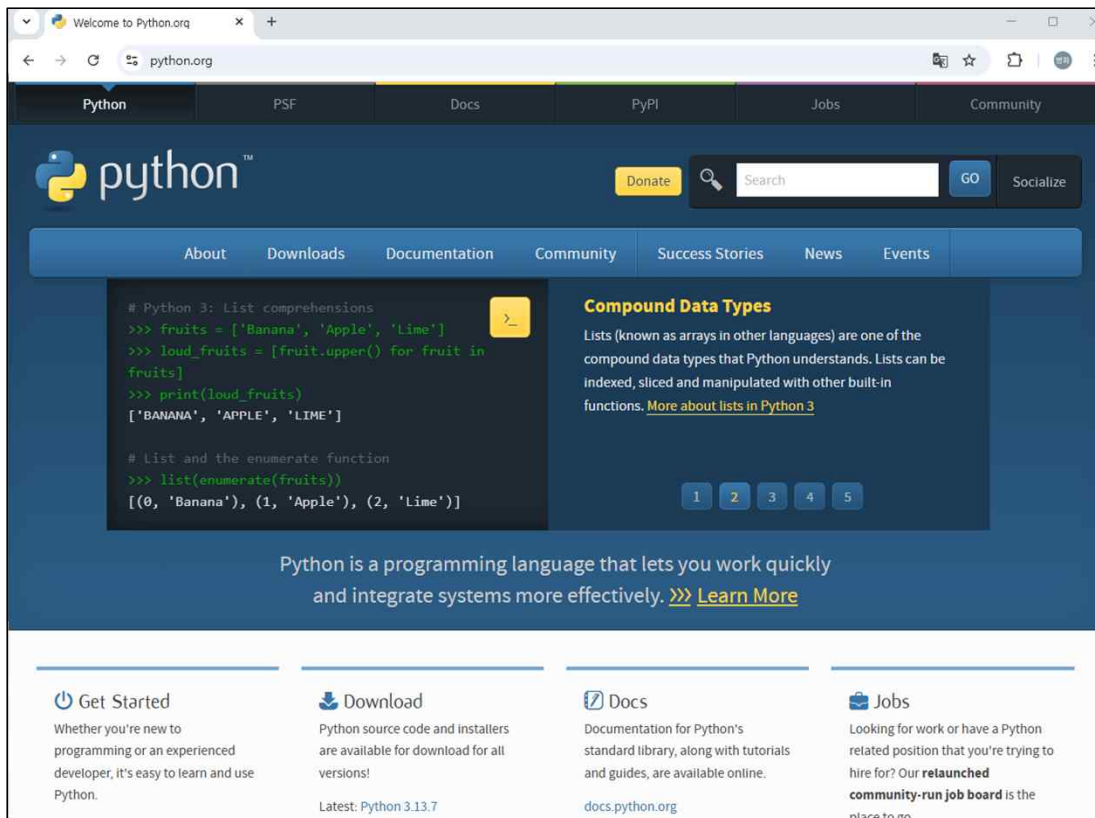 Welcome to Python.org
python.org
Python PSF Docs PyPI Jobs Community
python™
Donate Search GO Socialize
About Downloads Documentation Community Success Stories News Events
# Python 3: List comprehensions
>>> fruits = ['Banana', 'Apple', 'Lime']
>>> loud_fruits = [fruit.upper() for fruit in
fruits]
>>> print(loud_fruits)
['BANANA', 'APPLE', 'LIME']
# List and the enumerate function
>>> list(enumerate(fruits))
[(0, 'Banana'), (1, 'Apple'), (2, 'Lime')]
>_
Compound Data Types
Lists (known as arrays in other languages) are one of the
compound data types that Python understands. Lists can be
indexed, sliced and manipulated with other built-in
functions. More about lists in Python 3
1 2 3 4 5
Python is a programming language that lets you work quickly
and integrate systems more effectively. >>> Learn More
Get Started
Whether you're new to
programming or an experienced
developer, it's easy to learn and use
Python.
Download
Python source code and installers
are available for download for all
versions!
Latest: Python 3.13.7
Docs
Documentation for Python's
standard library, along with tutorials
and guides, are available online.
docs.python.org
Jobs
Looking for work or have a Python
related position that you're trying to
hire for? Our relaunched
community-run job board is the
place to go.